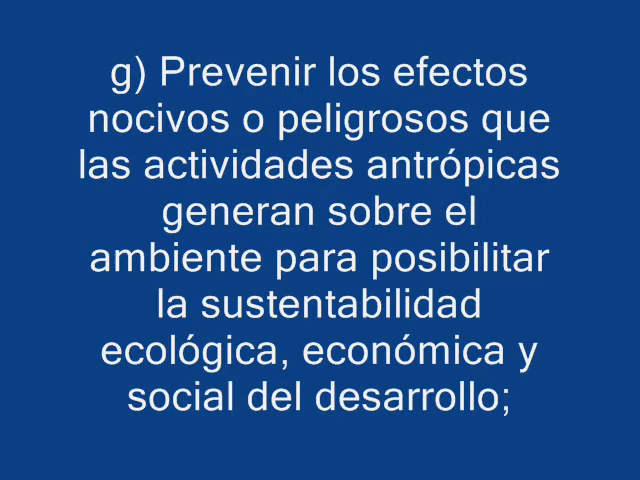 g) Prevenir los efectos
nocivos o peligrosos que
las actividades antrópicas
generan sobre el
ambiente para posibilitar
la sustentabilidad
ecológica, económica y
social del desarrollo;